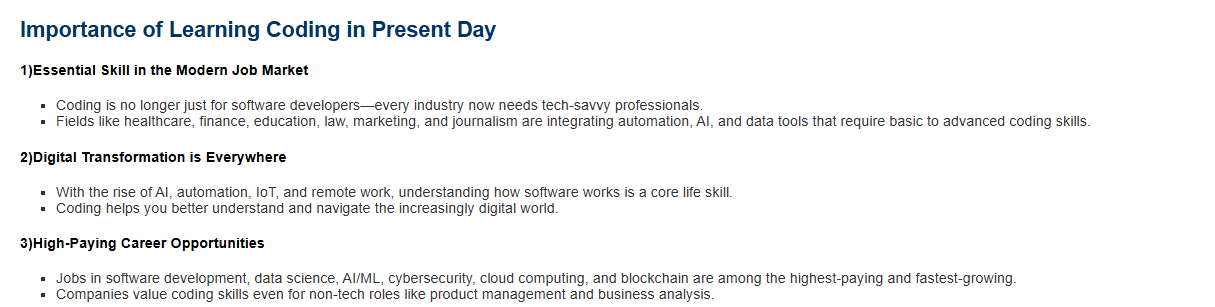 Importance of Learning Coding in Present Day
1)Essential Skill in the Modern Job Market
▪ Coding is no longer just for software developers—every industry now needs tech-savvy professionals.
▪ Fields like healthcare, finance, education, law, marketing, and journalism are integrating automation, AI, and data tools that require basic to advanced coding skills.
2)Digital Transformation is Everywhere
▪ With the rise of AI, automation, IoT, and remote work, understanding how software works is a core life skill.
▪ Coding helps you better understand and navigate the increasingly digital world.
3)High-Paying Career Opportunities
▪ Jobs in software development, data science, AI/ML, cybersecurity, cloud computing, and blockchain are among the highest-paying and fastest-growing.
▪ Companies value coding skills even for non-tech roles like product management and business analysis.